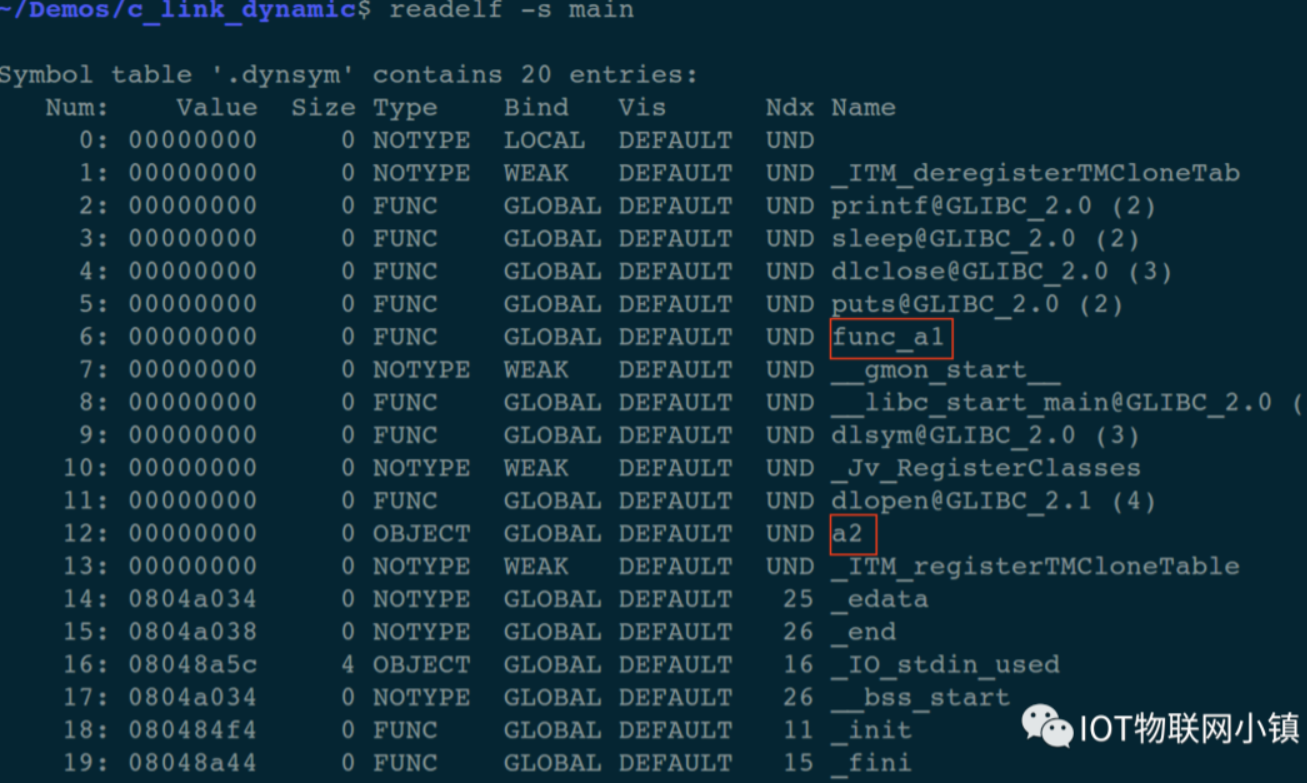 ~/Demos/c_link_dynamic$ readelf -s main
Symbol table '.dynsym' contains 20 entries:
Num: Value Size Type Bind Vis Ndx Name
0: 00000000 0 NOTYPE LOCAL DEFAULT UND
1: 00000000 0 NOTYPE WEAK DEFAULT UND _ITM_deregisterTMCloneTab
2: 00000000 0 FUNC GLOBAL DEFAULT UND printf@GLIBC_2.0 (2)
3: 00000000 0 FUNC GLOBAL DEFAULT UND sleep@GLIBC_2.0 (2)
4: 00000000 0 FUNC GLOBAL DEFAULT UND dlclose@GLIBC_2.0 (3)
5: 00000000 0 FUNC GLOBAL DEFAULT UND puts@GLIBC_2.0 (2)
6: 00000000 0 FUNC GLOBAL DEFAULT UND func_a1
7: 00000000 0 NOTYPE WEAK DEFAULT UND __gmon_start__
8: 00000000 0 FUNC GLOBAL DEFAULT UND __libc_start_main@GLIBC_2.0 (
9: 00000000 0 FUNC GLOBAL DEFAULT UND dlsym@GLIBC_2.0 (3)
10: 00000000 0 NOTYPE WEAK DEFAULT UND _Jv_RegisterClasses
11: 00000000 0 FUNC GLOBAL DEFAULT UND dlopen@GLIBC_2.1 (4)
12: 00000000 0 OBJECT GLOBAL DEFAULT UND a2
13: 00000000 0 NOTYPE WEAK DEFAULT UND _ITM_registerTMCloneTable
14: 0804a034 0 NOTYPE GLOBAL DEFAULT 25 _edata
15: 0804a038 0 NOTYPE GLOBAL DEFAULT 26 _end
16: 08048a5c 4 OBJECT GLOBAL DEFAULT 16 _IO_stdin_used
17: 0804a034 0 NOTYPE GLOBAL DEFAULT 26 __bss_start
18: 080484f4 0 FUNC GLOBAL DEFAULT 11 _init
19: 08048a44 0 FUNC GLOBAL DEFAULT 15 _fini
IOT物联网小镇